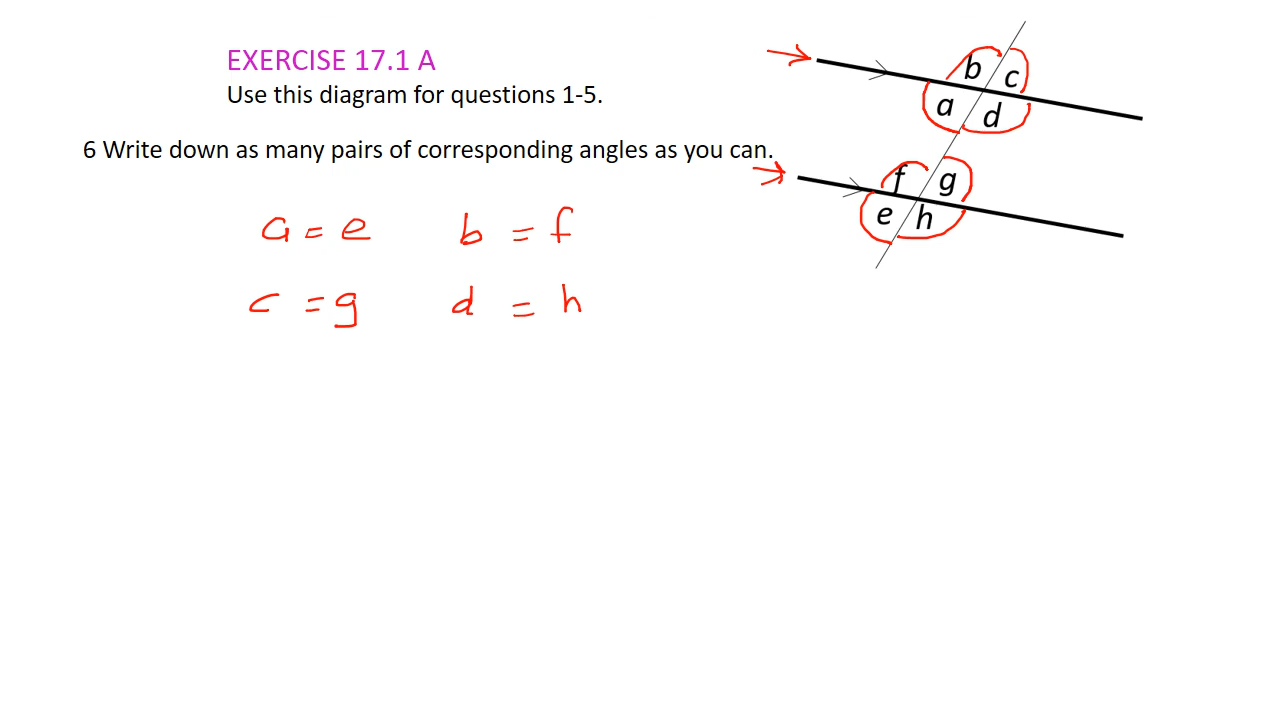 EXERCISE 17.1 A
Use this diagram for questions 1-5.
6 Write down as many pairs of corresponding angles as you can.
a = e b = f
c = g d = h
b c
a d
f g
e h